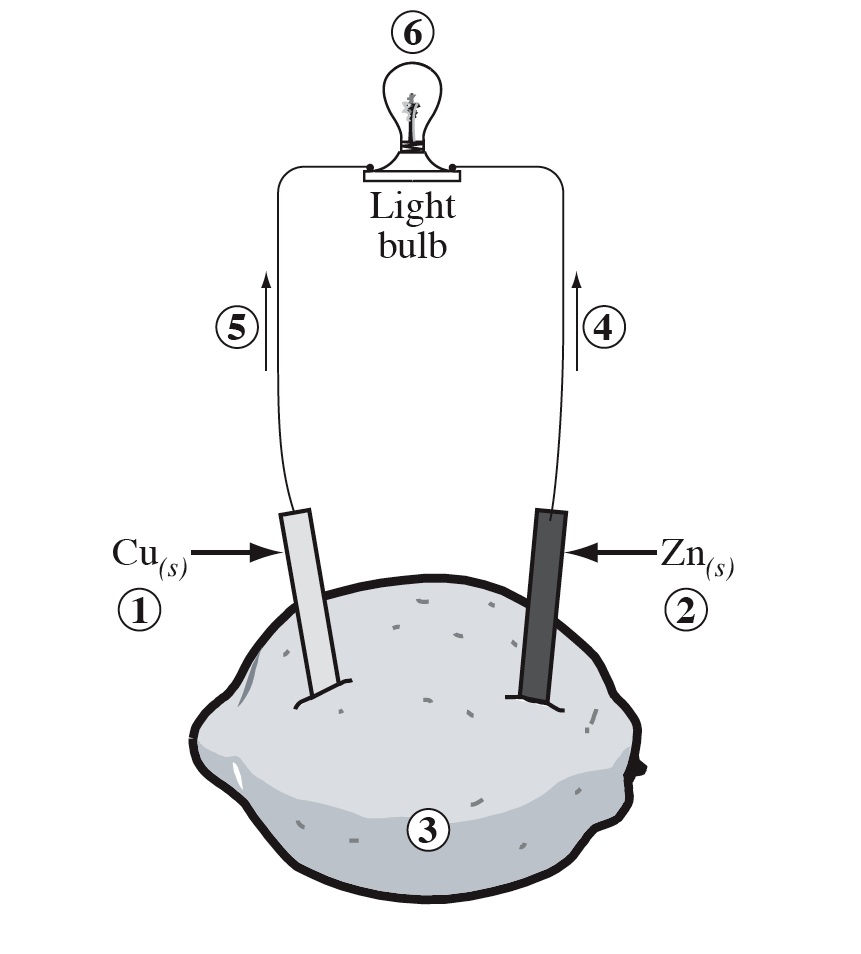 ⑥
Light
bulb
⑤
④
Cu(s)
Zn(s)
①
②
③